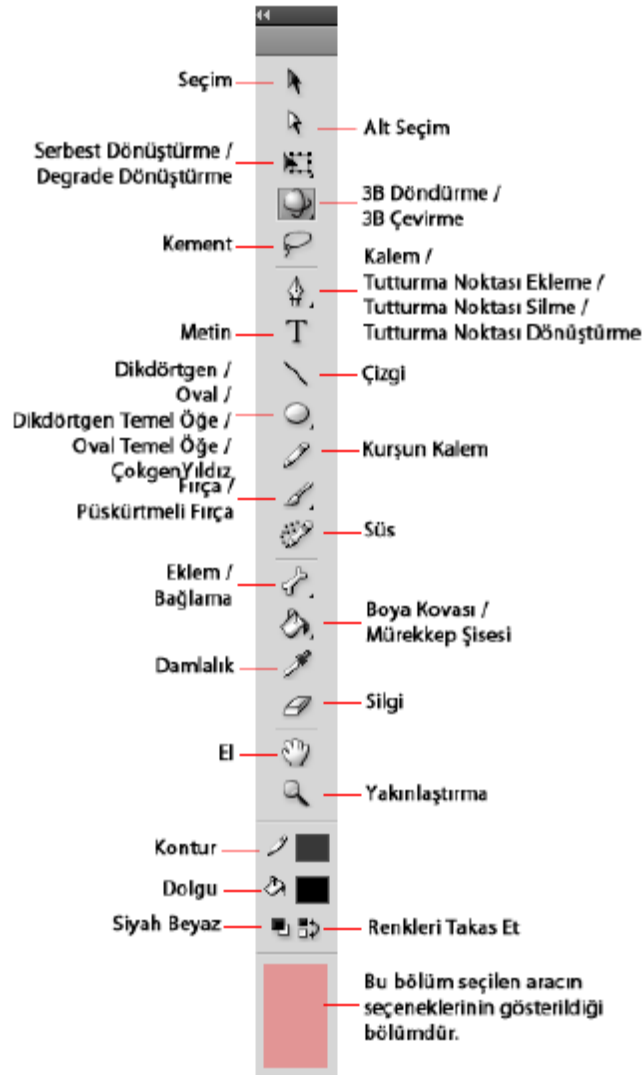 Seçim
Alt Seçim
Serbest Dönüştürme /
Degrade Dönüştürme
3B Döndürme /
3B Çevirme
Kement
Kalem /
Tutturma Noktası Ekleme /
Tutturma Noktası Silme /
Tutturma Noktası Dönüştürme
Metin
T
Çizgi
Dikdörtgen /
Oval /
Dikdörtgen Temel Öğe /
Oval Temel Öğe /
ÇokgenYıldız
Kurşun Kalem
Fırça /
Püskürtmeli Fırça
Süs
Eklem /
Bağlama
Boya Kovası /
Mürekkep Şisesi
Damlalık
Silgi
El
Yakınlaştırma
Kontur
Dolgu
Siyah Beyaz
Renkleri Takas Et
Bu bölüm seçilen aracın
seçeneklerinin gösterildiği
bölümdür.